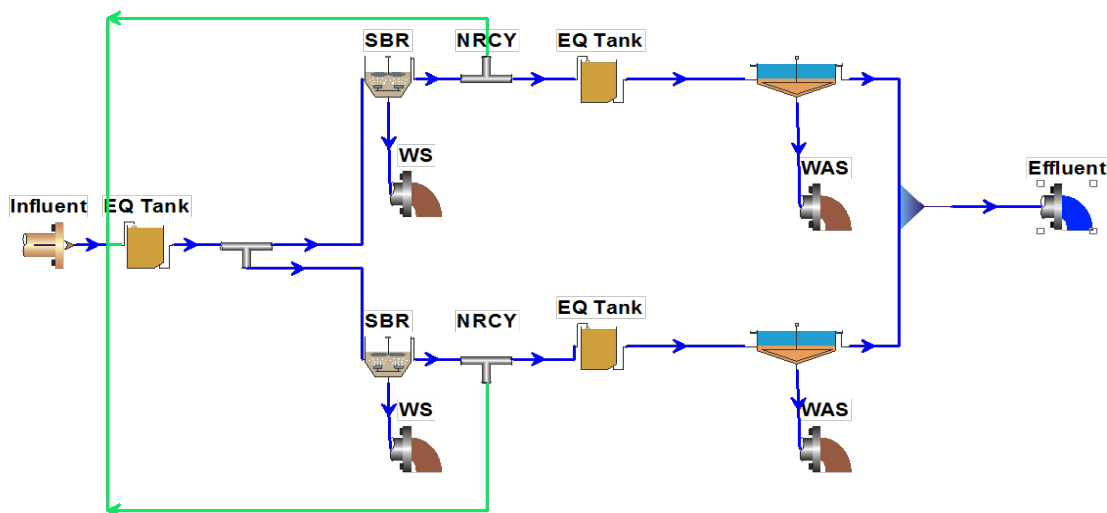 SBR
NRCY
EQ Tank
WS
WAS
Effluent
Influent
EQ Tank
SBR
NRCY
EQ Tank
WS
WAS